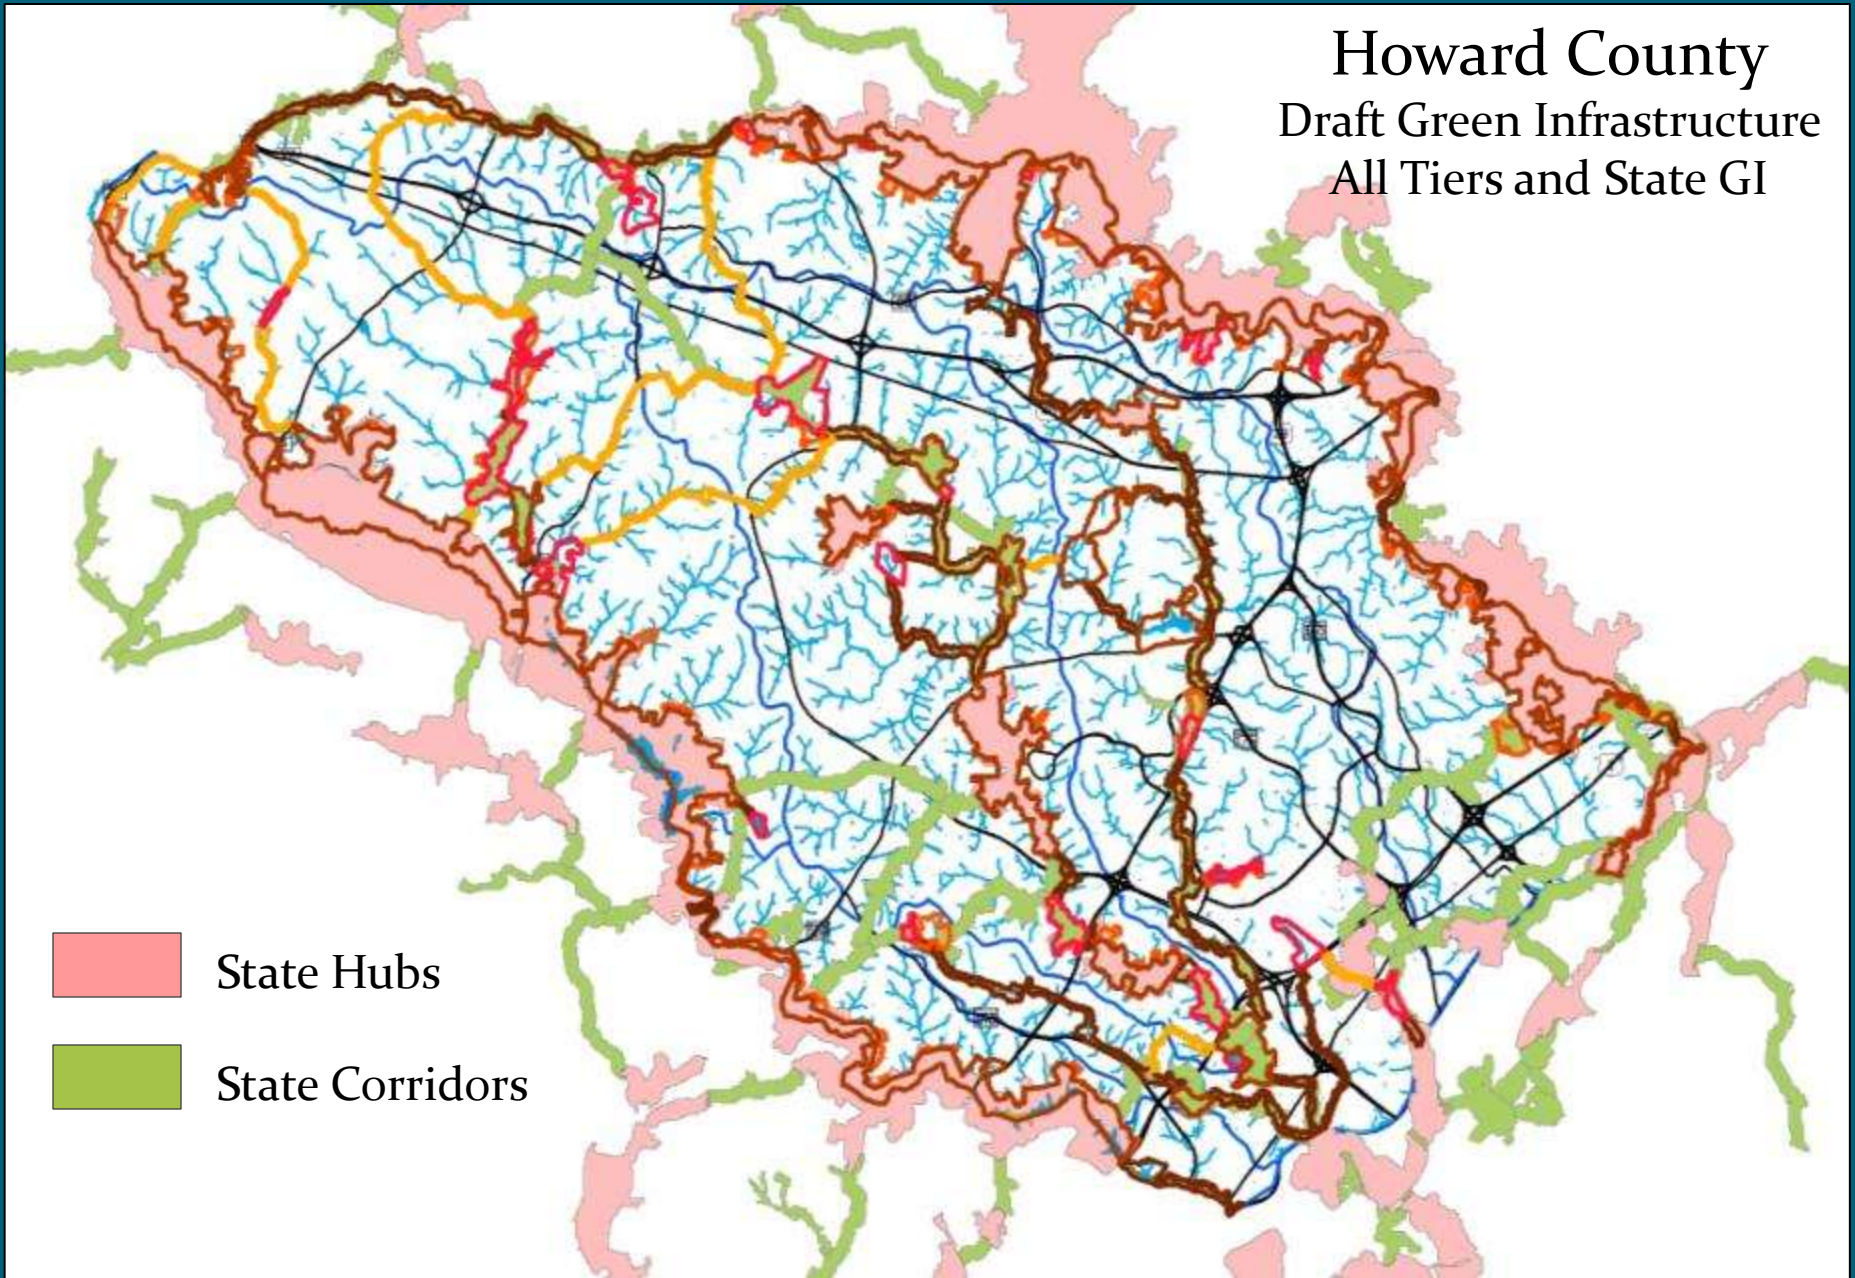 Howard County
Draft Green Infrastructure
All Tiers and State GI
State Hubs
State Corridors